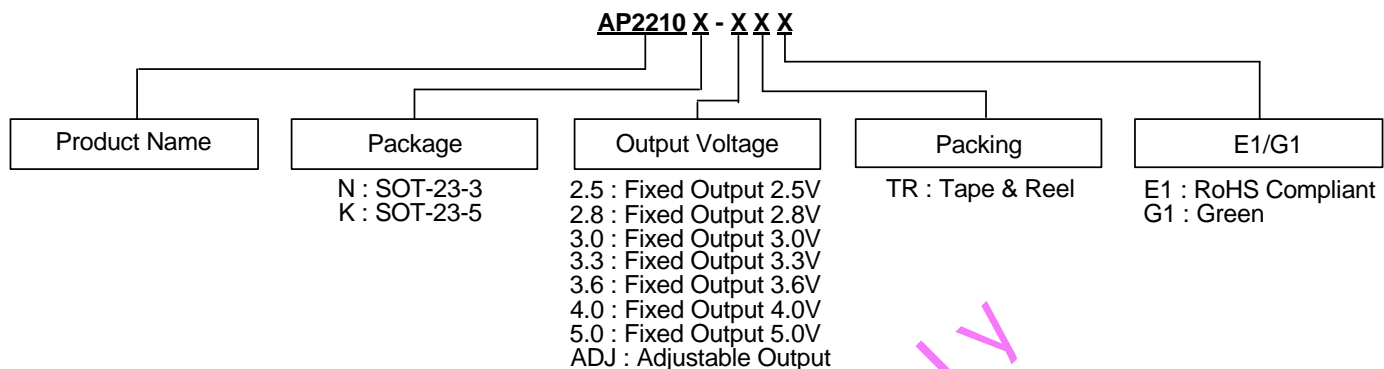 AP2210 X - X X X
Product Name
Package
Output Voltage
Packing
E1/G1
N : SOT-23-3
K : SOT-23-5
2.5 : Fixed Output 2.5V
2.8 : Fixed Output 2.8V
3.0 : Fixed Output 3.0V
3.3 : Fixed Output 3.3V
3.6 : Fixed Output 3.6V
4.0 : Fixed Output 4.0V
5.0 : Fixed Output 5.0V
ADJ : Adjustable Output
TR : Tape & Reel
E1 : RoHS Compliant
G1 : Green